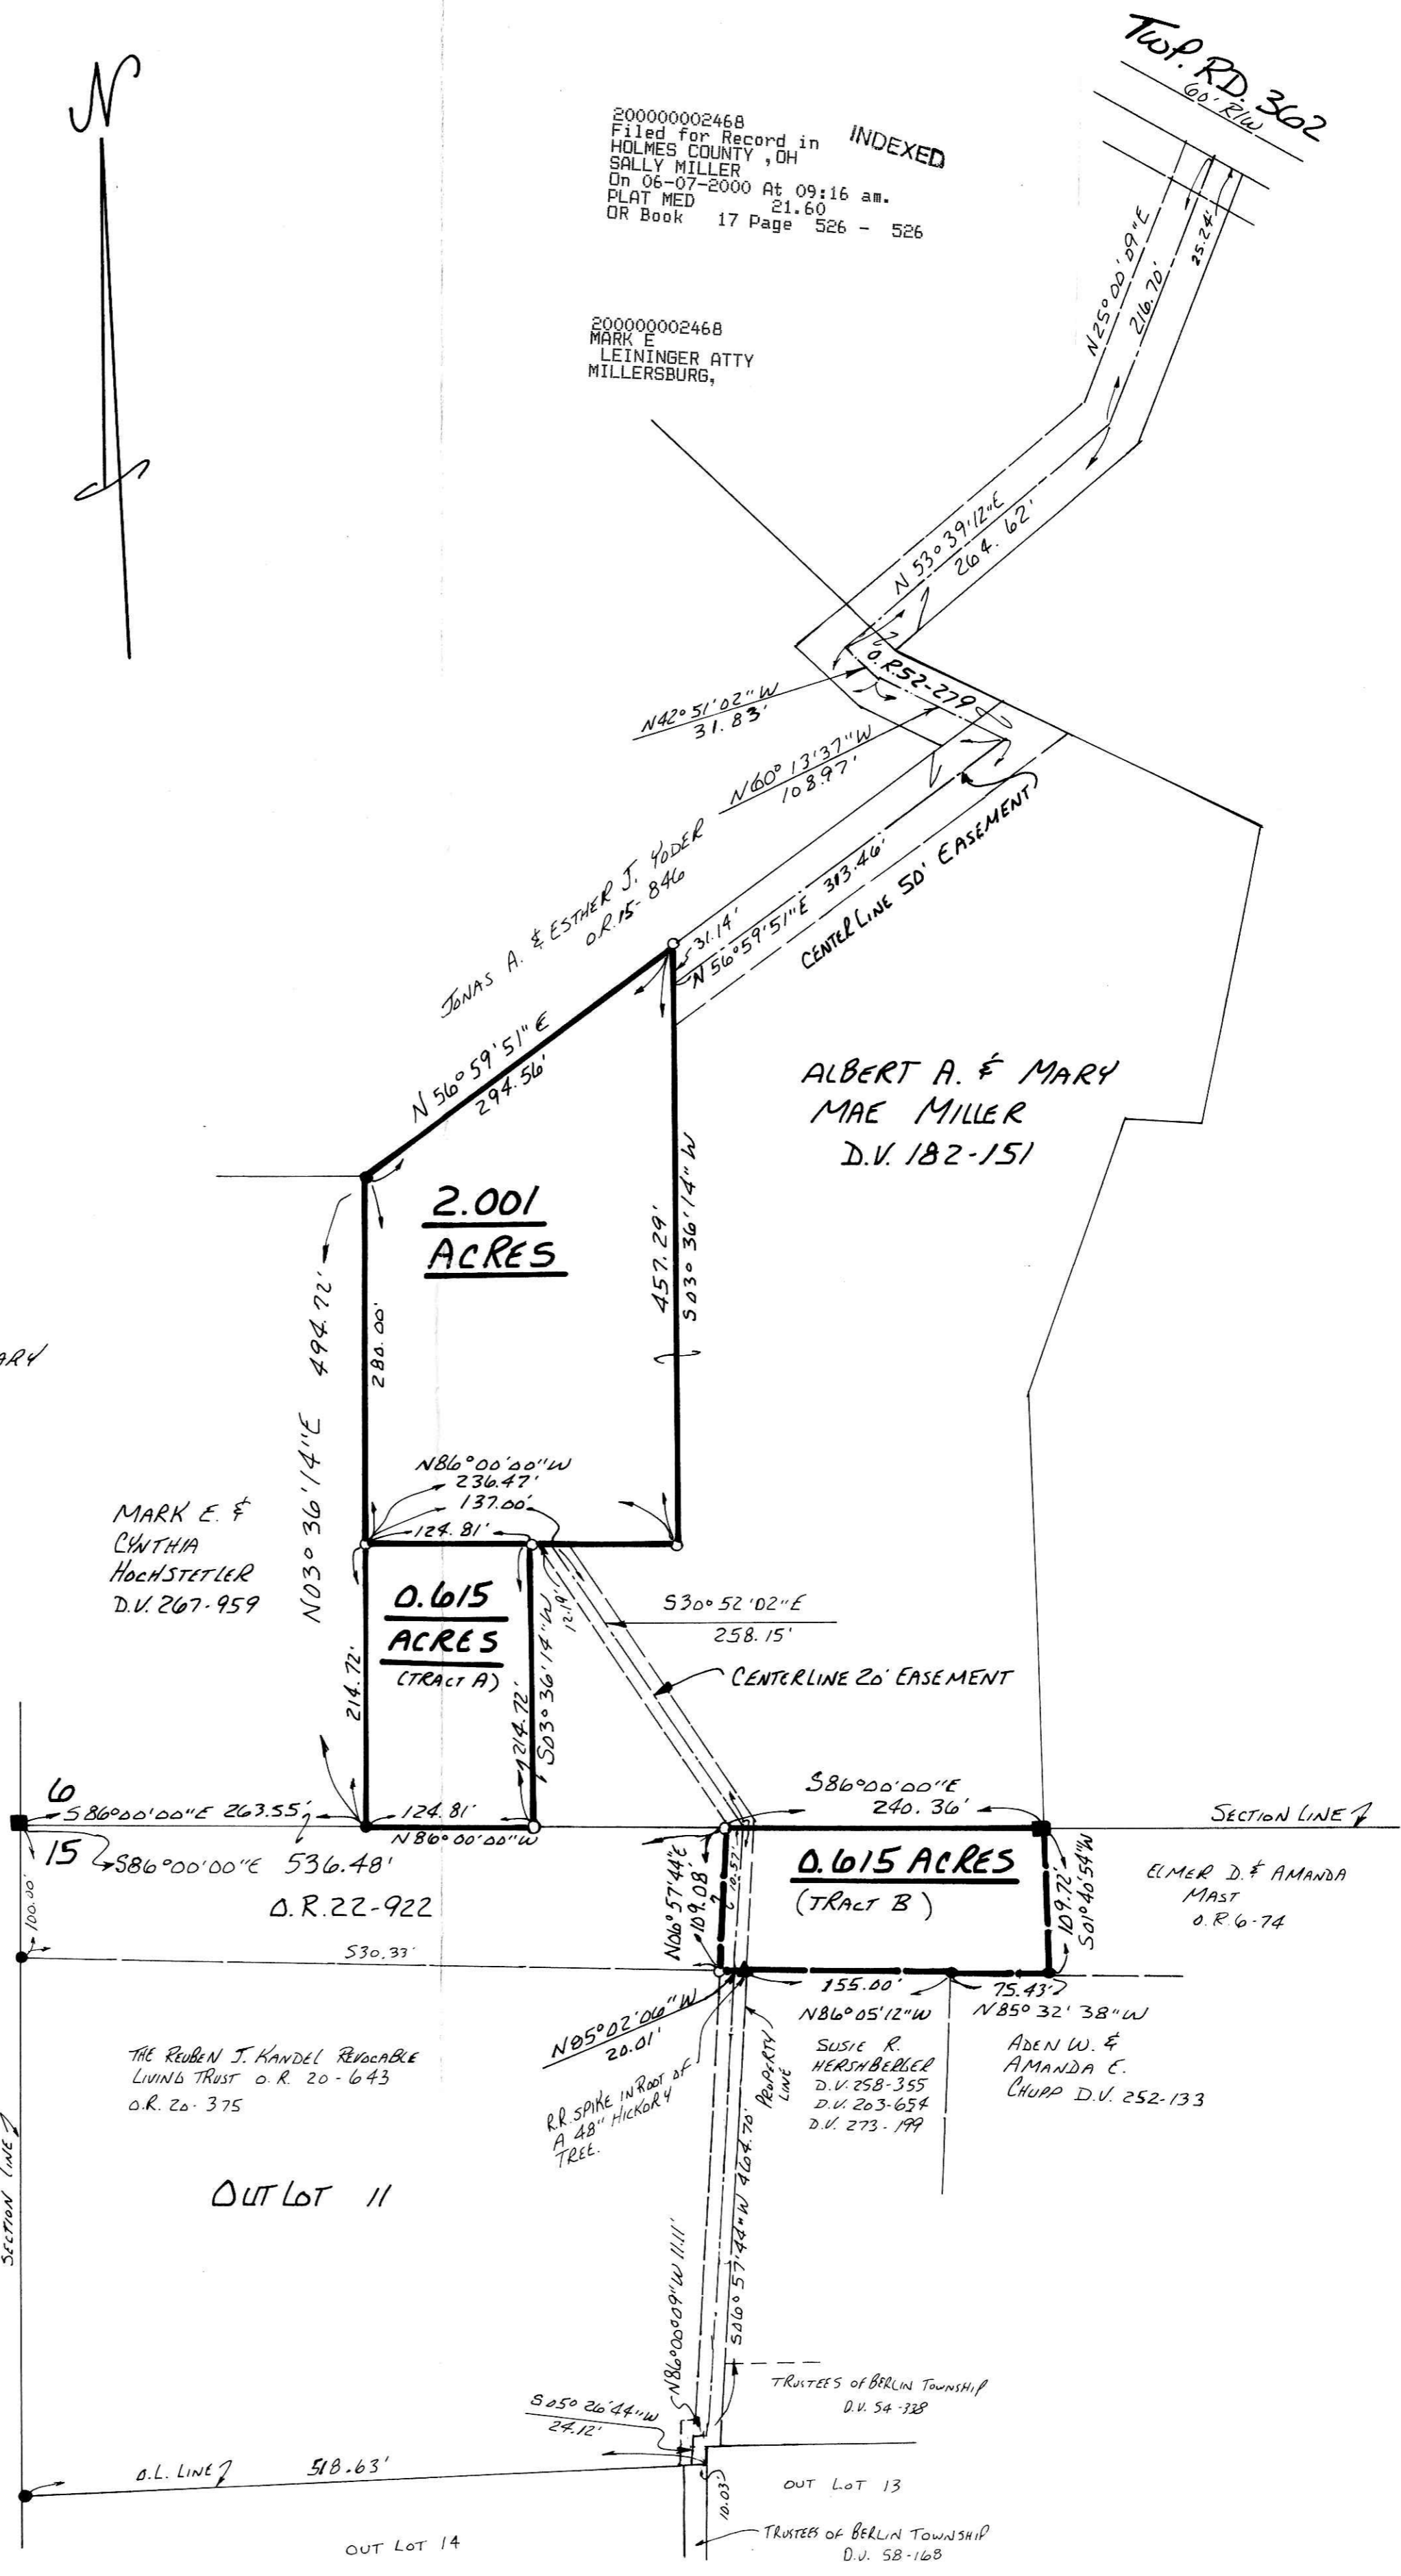 N
TWP. RD. 362
60' R/W
200000002468
Filed for Record in
HOLMES COUNTY ,OH
SALLY MILLER
On 06-07-2000 At 09:16 am.
PLAT MED 21.60
OR Book 17 Page 526 - 526
INDEXED
200000002468
MARK E
LEININGER ATTY
MILLERSBURG,
N25°00'09"E
216.70'
25.24'
N 53°39'12"E
264.62'
O.R.52-279
N42°51'02"W
31.83'
N60°13'37"W
108.97'
JONAS A. & ESTHER J. YODER
O.R.15-846
31.14'
N 56°59'51"E 313.46'
CENTERLINE 50' EASEMENT
N 56°59'51"E
294.56'
ALBERT A. & MARY
MAE MILLER
D.V. 182-151
2.001
ACRES
457.29'
S03°36'14"W
280.00'
N03°36'14"E 494.72'
ARY
N86°00'00"W
236.47'
137.00'
124.81'
MARK E. &
CYNTHIA
HOCHSTETLER
D.V. 267-959
0.615
ACRES
(TRACT A)
214.72'
214.72'
S03°36'14"W
12.19'
S30°52'02"E
258.15'
CENTERLINE 20' EASEMENT
6
15
S86°00'00"E 263.55'
124.81'
N86°00'00"W
S86°00'00"E 536.48'
O.R.22-922
100.00'
530.33'
S86°00'00"E
240.36'
SECTION LINE
0.615 ACRES
(TRACT B)
N06°57'44"E
109.08'
10.57'
109.72'
S01°40'54"W
ELMER D. & AMANDA
MAST
O.R.6-74
155.00'
N86°05'12"W
75.43'
N85°32'38"W
N85°02'06"W
20.01'
R.R. SPIKE IN ROOT OF
A 48" HICKORY
TREE.
PROPERTY
LINE
SUSIE R.
HERSHBERGER
D.V.258-355
D.V.203-654
D.V. 273-199
ADEN W. &
AMANDA E.
CHUPP D.V. 252-133
THE REUBEN J. KANDEL REVOCABLE
LIVING TRUST O.R. 20-643
O.R. 20-375
OUT LOT 11
SECTION LINE
S06°57'44"W 464.70'
N86°00'09"W 11.11'
S05°26'44"W
24.12'
TRUSTEES OF BERLIN TOWNSHIP
D.V. 54-338
O.L. LINE
518.63'
10.03'
OUT LOT 13
OUT LOT 14
TRUSTEES OF BERLIN TOWNSHIP
D.V. 58-168